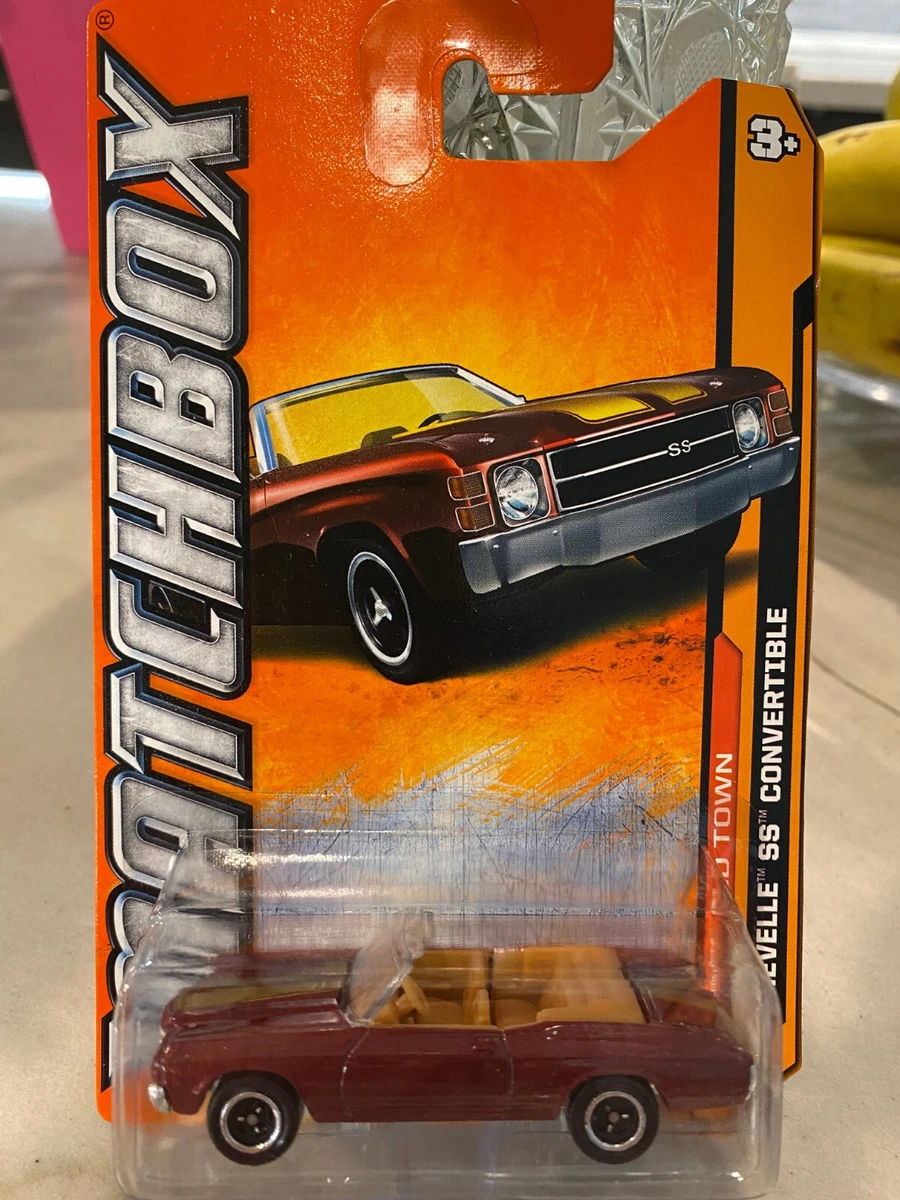 MATCHBOX®
3+
SS
TOWN
EVELLE™ SS™ CONVERTIBLE